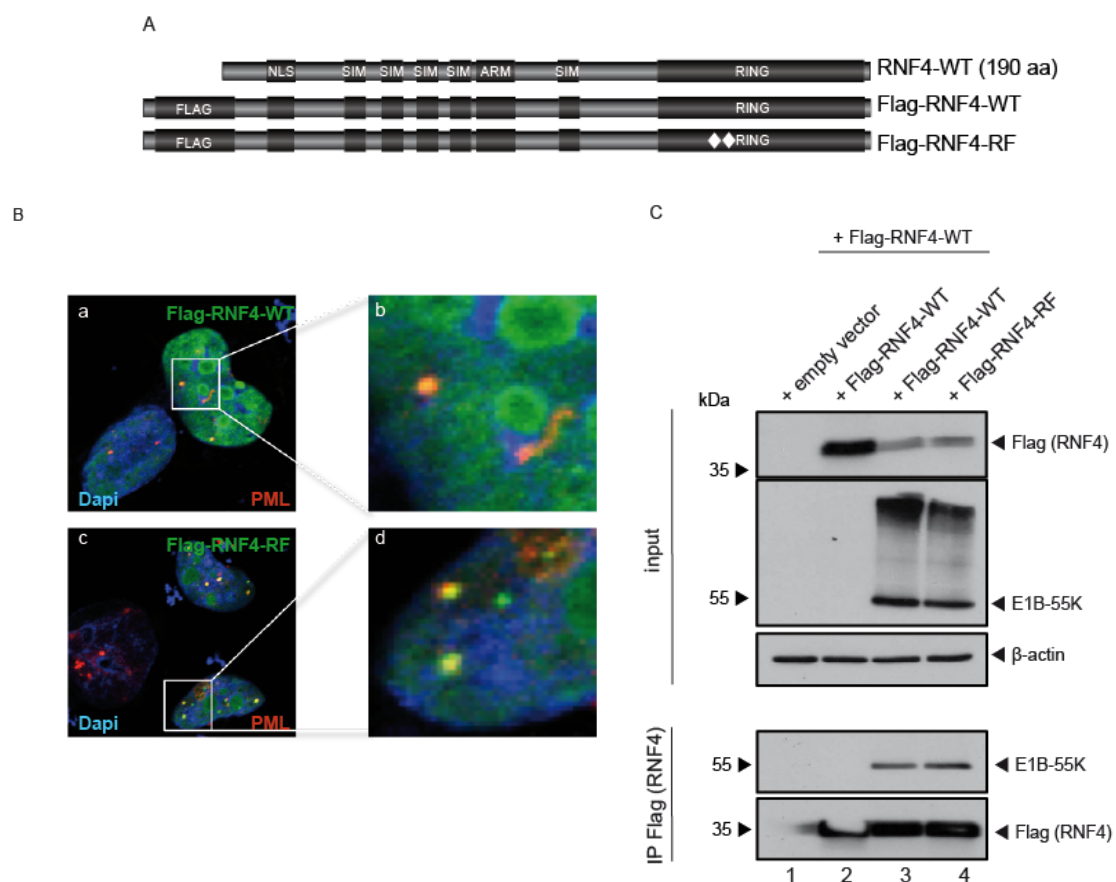 A
NLS SIM SIM SIM SIM ARM SIM RING RNF4-WT (190 aa)
FLAG RING Flag-RNF4-WT
FLAG RING Flag-RNF4-RF
B
a Flag-RNF4-WT
Dapi PML
b
c Flag-RNF4-RF
Dapi PML
d
C
+ Flag-RNF4-WT
+ empty vector
+ Flag-RNF4-WT
+ Flag-RNF4-WT
+ Flag-RNF4-RF
kDa
input
35 Flag (RNF4)
55 E1B-55K
β-actin
IP Flag (RNF4)
55 E1B-55K
35 Flag (RNF4)
1 2 3 4